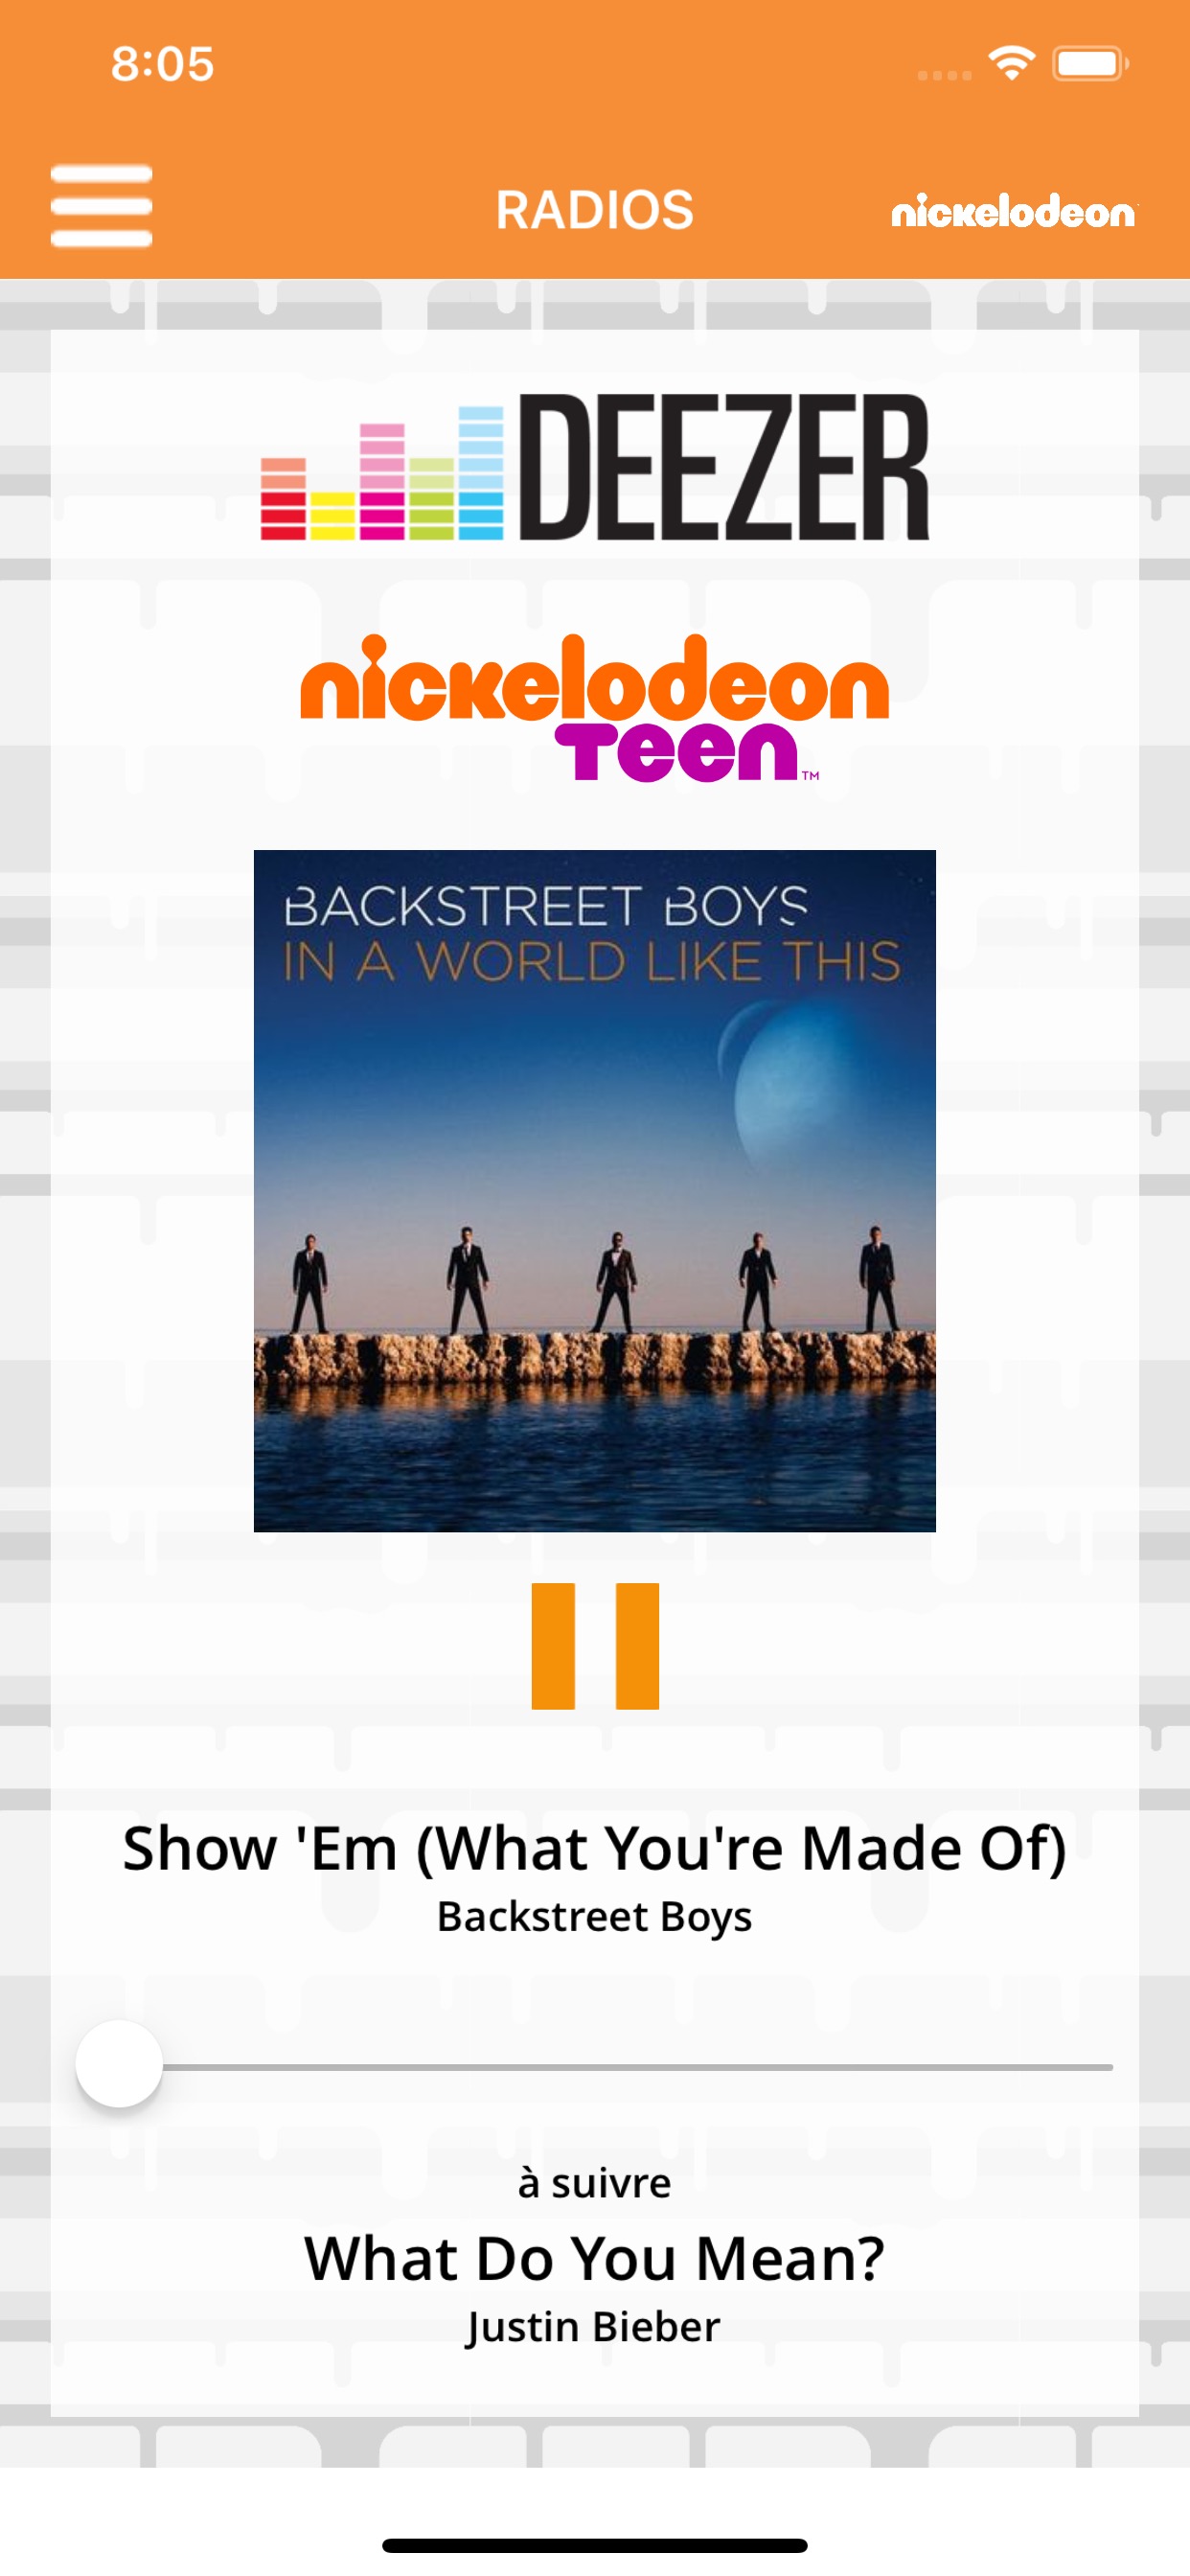 8:05
RADIOS
nickelodeon
DEEZER
nickelodeon
Teen™
BACKSTREET BOYS
IN A WORLD LIKE THIS
Show 'Em (What You're Made Of)
Backstreet Boys
à suivre
What Do You Mean?
Justin Bieber